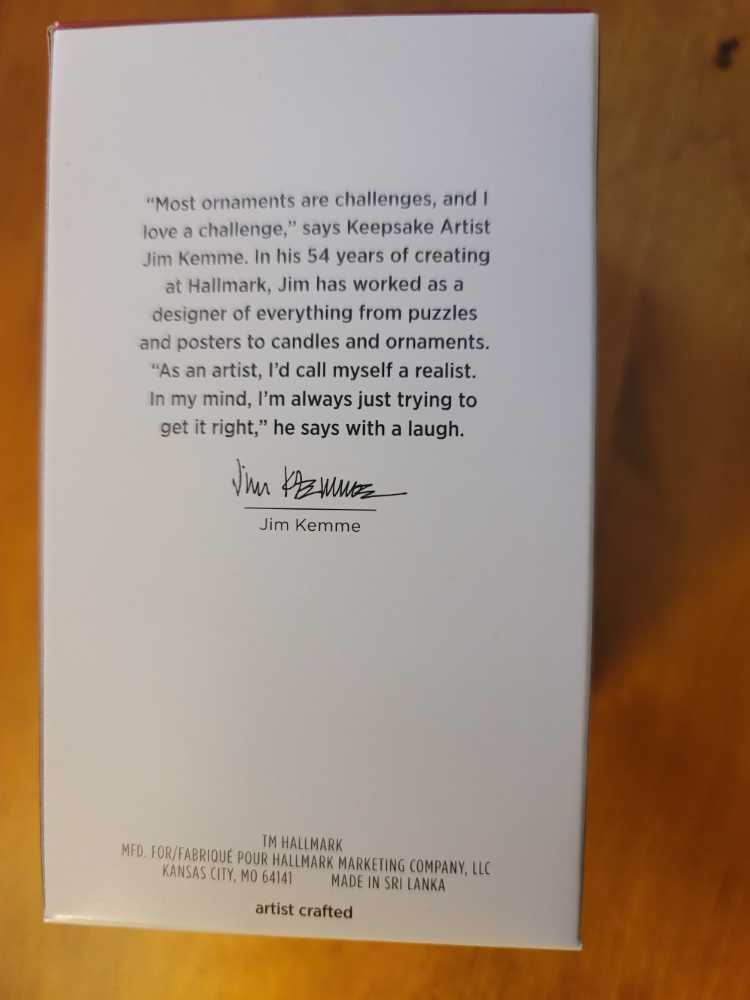 “Most ornaments are challenges, and I
love a challenge,” says Keepsake Artist
Jim Kemme. In his 54 years of creating
at Hallmark, Jim has worked as a
designer of everything from puzzles
and posters to candles and ornaments.
“As an artist, I’d call myself a realist.
In my mind, I’m always just trying to
get it right,” he says with a laugh.
Jim Kemme
Jim Kemme
TM HALLMARK
MFD. FOR/FABRIQUÉ POUR HALLMARK MARKETING COMPANY, LLC
KANSAS CITY, MO 64141 MADE IN SRI LANKA
artist crafted